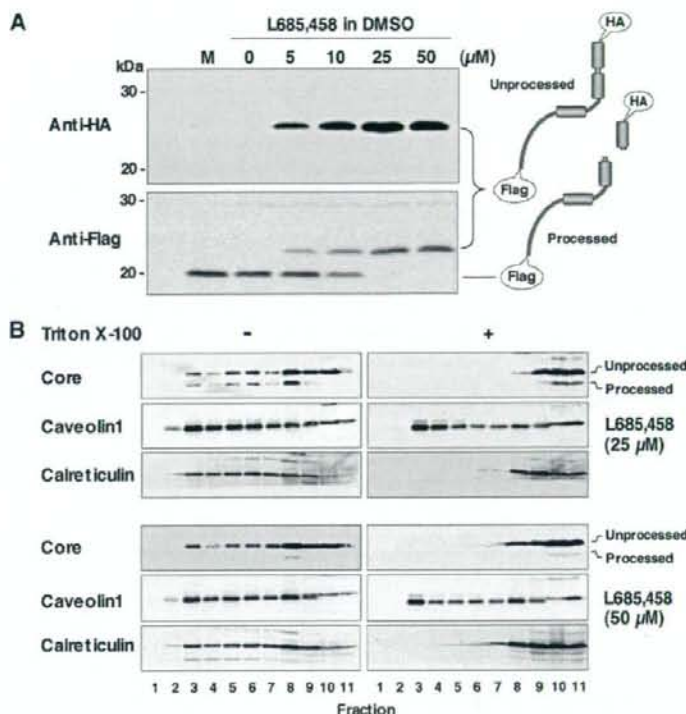 A
L685,458 in DMSO
M 0 5 10 25 50 (μM)
kDa
30 -
Anti-HA
20 -
30 -
Anti-Flag
20 -
HA
Unprocessed
HA
Flag
Processed
Flag
B
Triton X-100 - +
Core
Unprocessed
Processed
Caveolin1
L685,458
(25 μM)
Calreticulin
Core
Unprocessed
Processed
Caveolin1
L685,458
(50 μM)
Calreticulin
1 2 3 4 5 6 7 8 9 10 11 1 2 3 4 5 6 7 8 9 10 11
Fraction